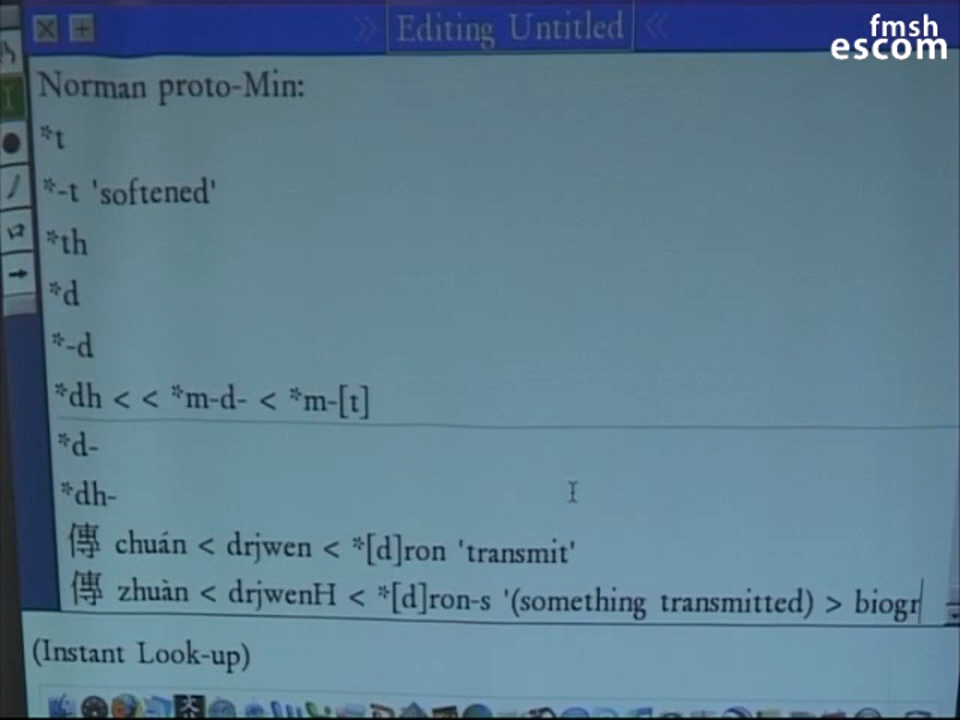 » Editing Untitled «
fmsh
escom
Norman proto-Min:
*t
*-t 'softened'
*th
*d
*-d
*dh < < *m-d- < *m-[t]
*d-
*dh-
傳 chuán < drjwen < *[d]ron 'transmit'
傳 zhuàn < drjwenH < *[d]ron-s '(something transmitted) > biogr
(Instant Look-up)